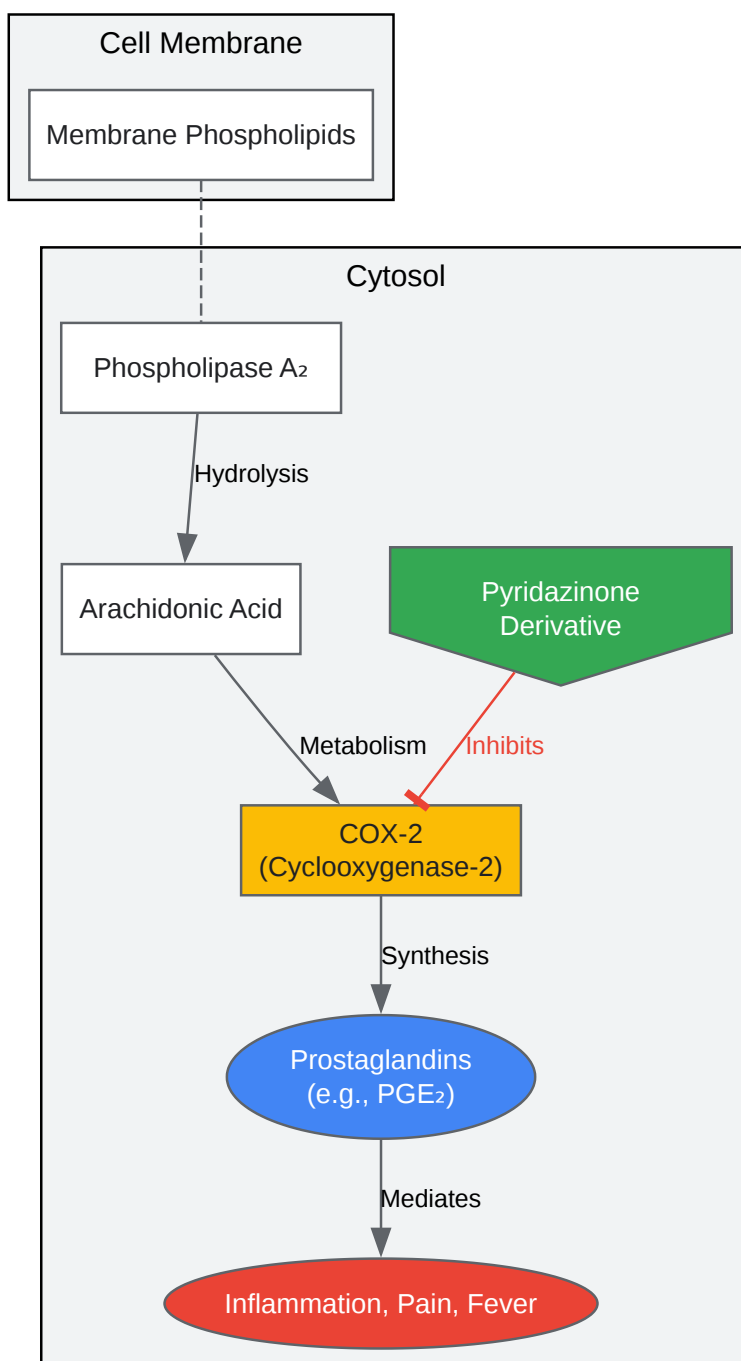 Cell Membrane
Membrane Phospholipids
Cytosol
Phospholipase A₂
Hydrolysis
Arachidonic Acid
Pyridazinone
Derivative
Metabolism
Inhibits
COX-2
(Cyclooxygenase-2)
Synthesis
Prostaglandins
(e.g., PGE₂)
Mediates
Inflammation, Pain, Fever